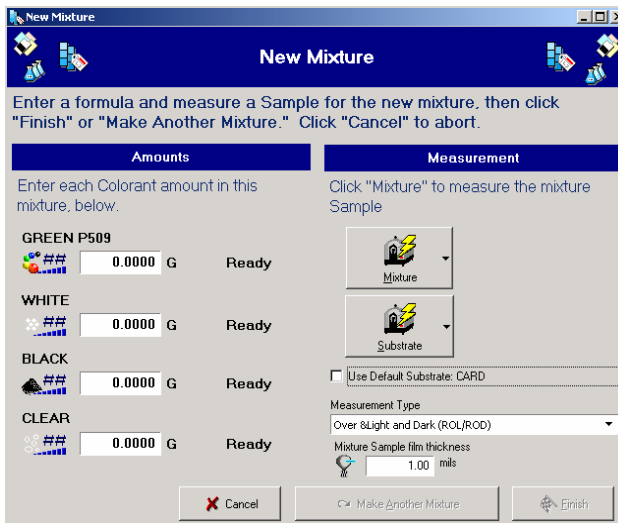 New Mixture
New Mixture
Enter a formula and measure a Sample for the new mixture, then click
"Finish" or "Make Another Mixture." Click "Cancel" to abort.
Amounts
Enter each Colorant amount in this
mixture, below.
GREEN P509
## 0.0000 G Ready
WHITE
## 0.0000 G Ready
BLACK
## 0.0000 G Ready
CLEAR
## 0.0000 G Ready
Measurement
Click "Mixture" to measure the mixture
Sample
Mixture
Substrate
Use Default Substrate: CARD
Measurement Type
Over &Light and Dark (ROL/ROD)
Mixture Sample film thickness
1.00 mils
Cancel
Make Another Mixture
Finish